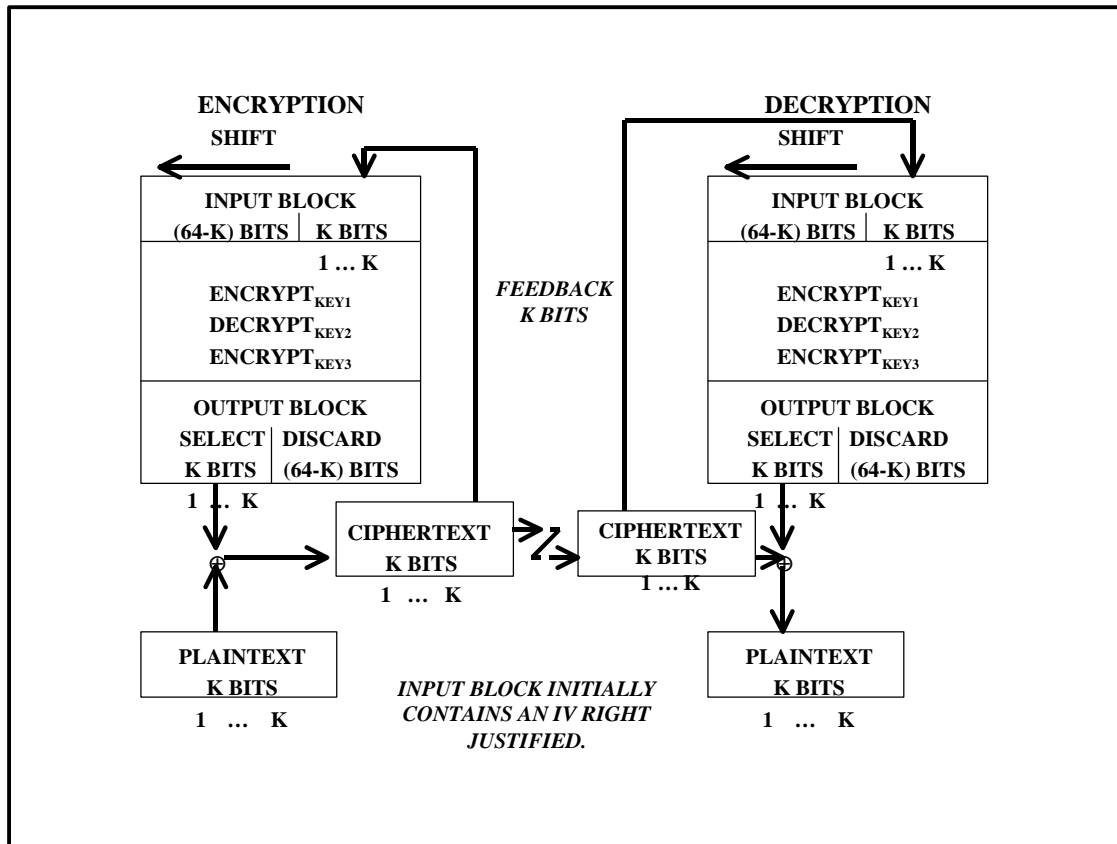 ENCRYPTION
SHIFT
INPUT BLOCK
(64-K) BITS
K BITS
1 ... K
ENCRYPTKEY1
DECRYPTKEY2
ENCRYPTKEY3
OUTPUT BLOCK
SELECT
K BITS
DISCARD
(64-K) BITS
1 ... K
PLAINTEXT
K BITS
1 ... K
CIPHERTEXT
K BITS
1 ... K
FEEDBACK
K BITS
CIPHERTEXT
K BITS
1 ... K
INPUT BLOCK INITIALLY
CONTAINS AN IV RIGHT
JUSTIFIED.
DECRYPTION
SHIFT
INPUT BLOCK
(64-K) BITS
K BITS
1 ... K
ENCRYPTKEY1
DECRYPTKEY2
ENCRYPTKEY3
OUTPUT BLOCK
SELECT
K BITS
DISCARD
(64-K) BITS
1 ... K
PLAINTEXT
K BITS
1 ... K